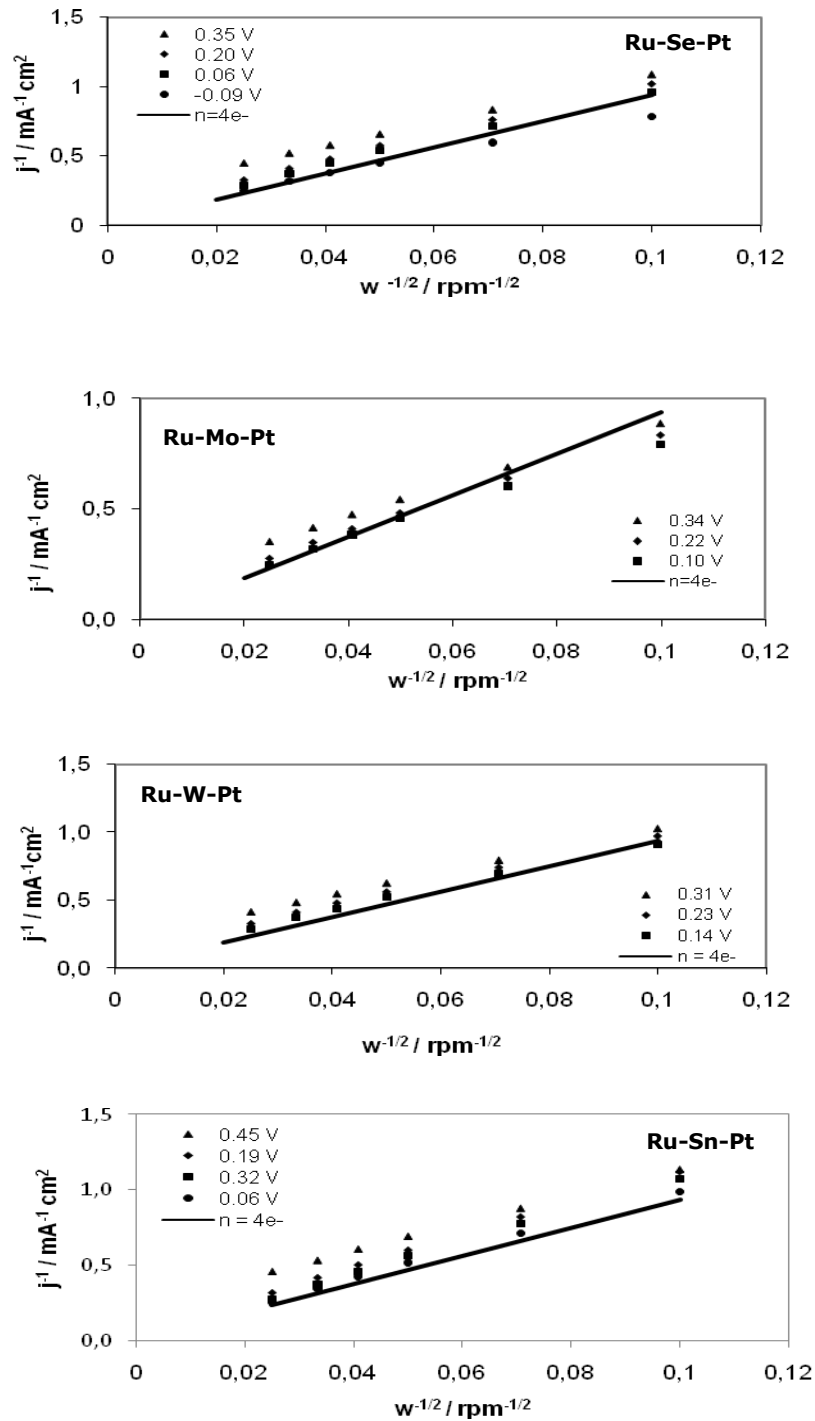 1,5
▲ 0.35 V
♦ 0.20 V
■ 0.06 V
● -0.09 V
n=4e-
Ru-Se-Pt
1
0.5
0
j-1 / mA-1 cm2
0 0,02 0,04 0,06 0,08 0,1 0,12
w -1/2 / rpm-1/2
1,0
Ru-Mo-Pt
0,5
0,0
j-1 / mA-1 cm2
▲ 0.34 V
♦ 0.22 V
■ 0.10 V
n=4e-
0 0,02 0,04 0,06 0,08 0,1 0,12
w-1/2 / rpm-1/2
1,5
Ru-W-Pt
1,0
0,5
0,0
j-1 / mA-1cm2
▲ 0.31 V
♦ 0.23 V
■ 0.14 V
n = 4e-
0 0,02 0,04 0,06 0,08 0,1 0,12
w-1/2 / rpm-1/2
1,5
▲ 0.45 V
♦ 0.19 V
■ 0.32 V
● 0.06 V
n = 4e-
Ru-Sn-Pt
1,0
0,5
0,0
j-1 / mA-1 cm2
0 0,02 0,04 0,06 0,08 0,1 0,12
w-1/2 / rpm-1/2